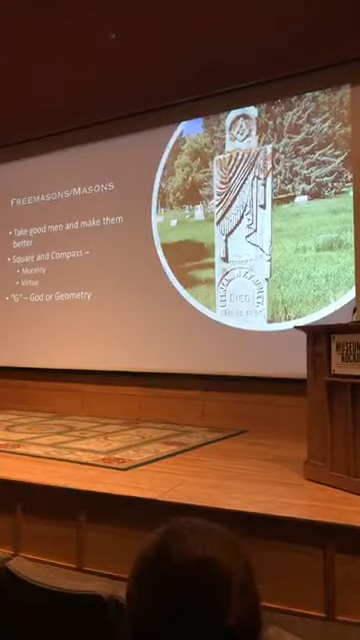 FREEMASONS/MASONS
• Take good men and make them
better
• Square and Compass –
• Morality
• Virtue
• "G" – God or Geometry
DIED
MUSEUM
ROCKI